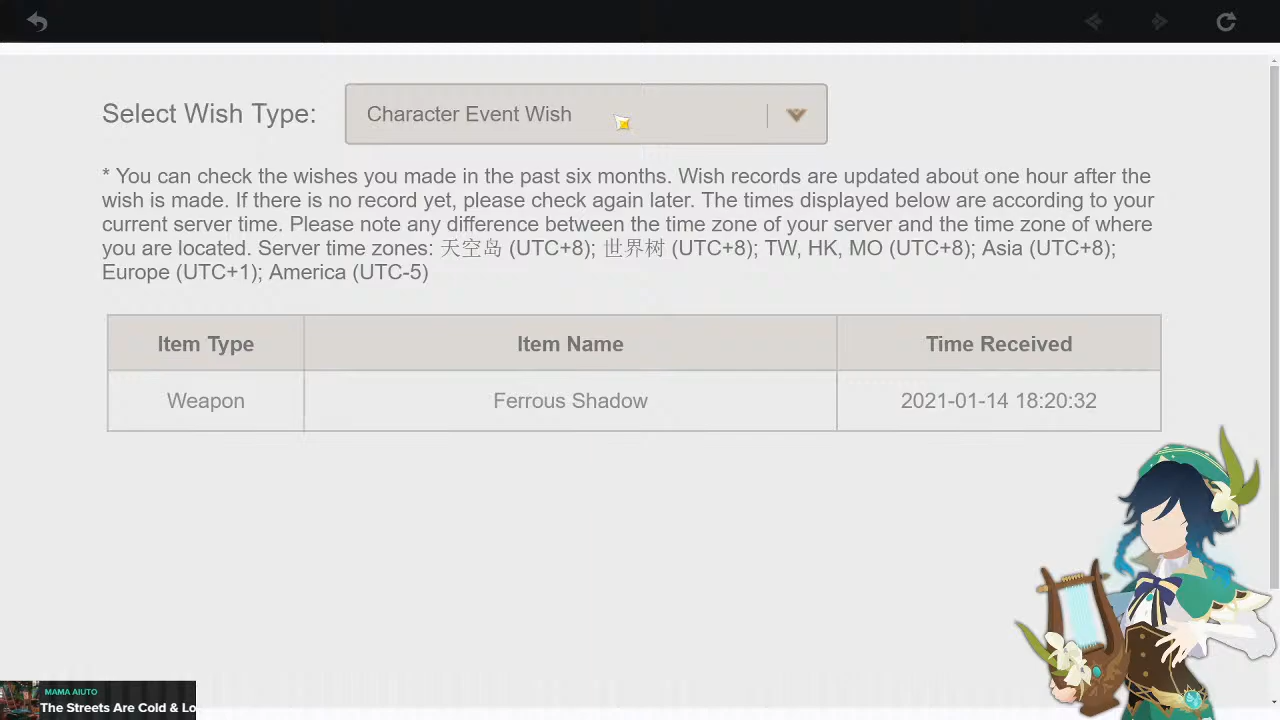 Select Wish Type:
Character Event Wish
* You can check the wishes you made in the past six months. Wish records are updated about one hour after the
wish is made. If there is no record yet, please check again later. The times displayed below are according to your
current server time. Please note any difference between the time zone of your server and the time zone of where
you are located. Server time zones: 天空岛 (UTC+8); 世界树 (UTC+8); TW, HK, MO (UTC+8); Asia (UTC+8);
Europe (UTC+1); America (UTC-5)
Item Type Item Name Time Received
Weapon Ferrous Shadow 2021-01-14 18:20:32
MAMA AIUTO
The Streets Are Cold & Lo